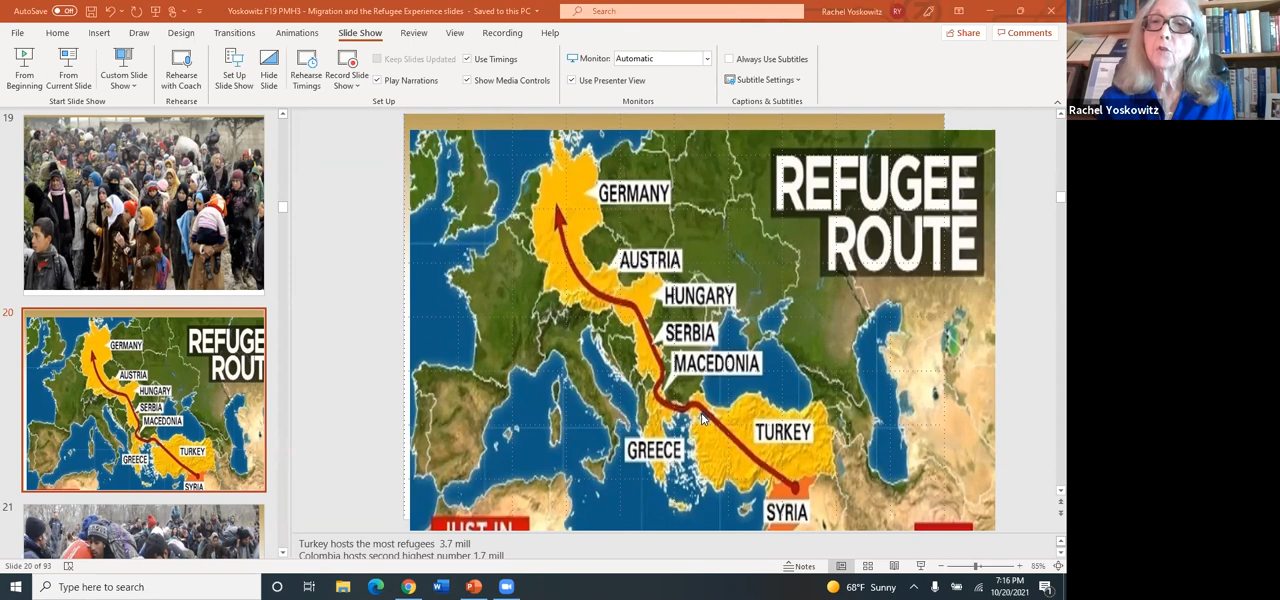 AutoSave Off Yoskowitz F19 PMH3 - Migration and the Refugee Experience slides - Saved to this PC Search Rachel Yoskowitz RY
File Home Insert Draw Design Transitions Animations Slide Show Review View Recording Help Share Comments
From Beginning
From Current Slide
Custom Slide Show
Start Slide Show
Rehearse with Coach
Rehearse
Set Up Slide Show
Hide Slide
Rehearse Timings
Record Slide Show
Keep Slides Updated
Play Narrations
Use Timings
Show Media Controls
Set Up
Monitor: Automatic
Use Presenter View
Monitors
Always Use Subtitles
Subtitle Settings
Captions & Subtitles
Rachel Yoskowitz
19
20
GERMANY
REFUGE
ROUT
AUSTRIA
HUNGARY
SERBIA
MACEDONIA
TURKEY
GREECE
SYRIA
21
REFUGEE
ROUTE
GERMANY
AUSTRIA
HUNGARY
SERBIA
MACEDONIA
TURKEY
GREECE
SYRIA
JUST IN
Turkey hosts the most refugees 3.7 mill
Colombia hosts second highest number 1.7 mill
Slide 20 of 93 Notes 85%
Type here to search
68°F Sunny
7:16 PM
10/20/2021